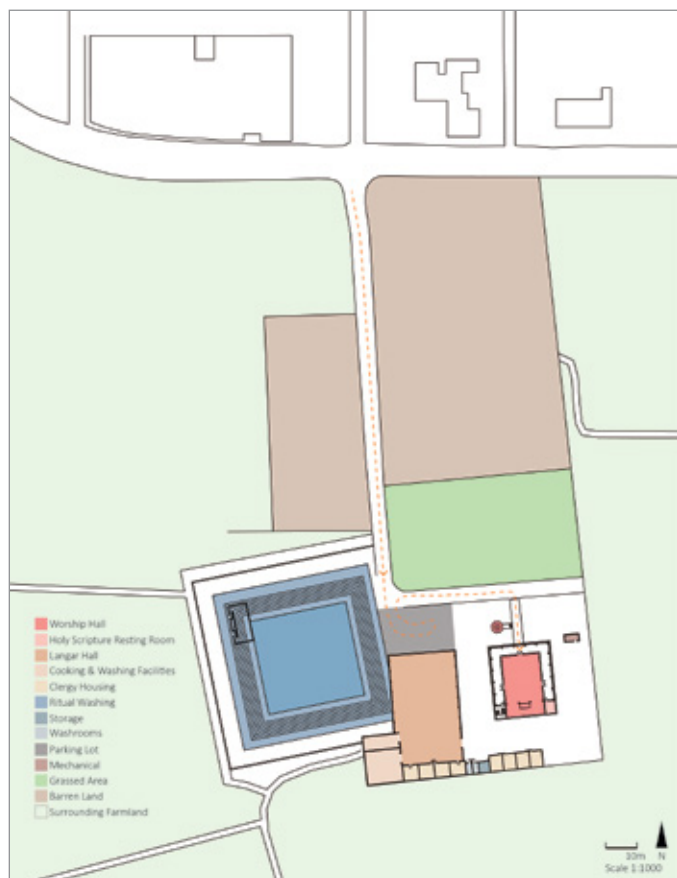 Worship Hall
Holy Scripture Resting Room
Langar Hall
Cooking & Washing Facilities
Clergy Housing
Ritual Washing
Storage
Washrooms
Parking Lot
Mechanical
Grassed Area
Barren Land
Surrounding Farmland
10m N
Scale 1:1000